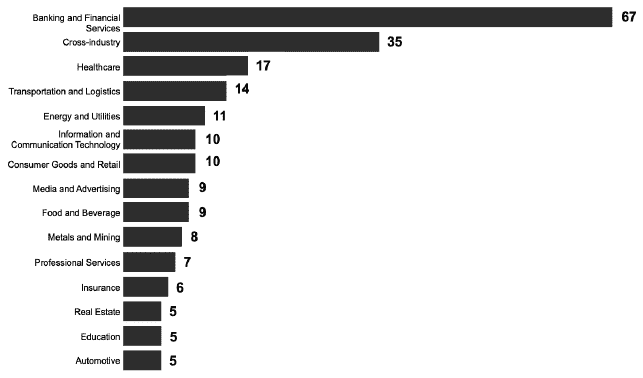 Banking and Financial
Services
67
Cross-industry
35
Healthcare
17
Transportation and Logistics
14
Energy and Utilities
11
Information and
Communication Technology
10
Consumer Goods and Retail
10
Media and Advertising
9
Food and Beverage
9
Metals and Mining
8
Professional Services
7
Insurance
6
Real Estate
5
Education
5
Automotive
5